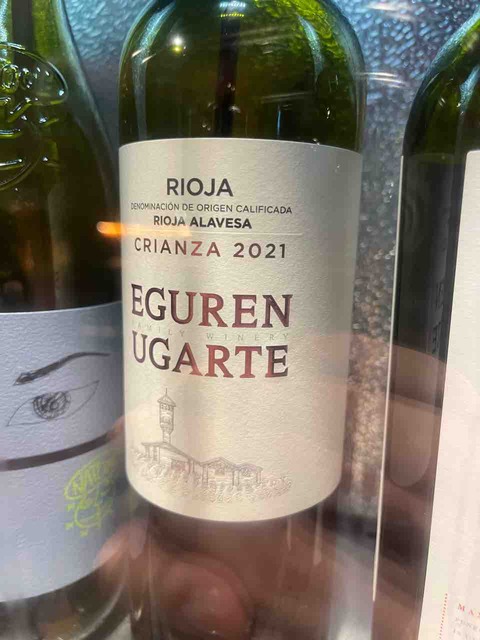 RIOJA
DENOMINACIÓN DE ORIGEN CALIFICADA
RIOJA ALAVESA
CRIANZA 2021
EGUREN
FAMILY WINERY
UGARTE